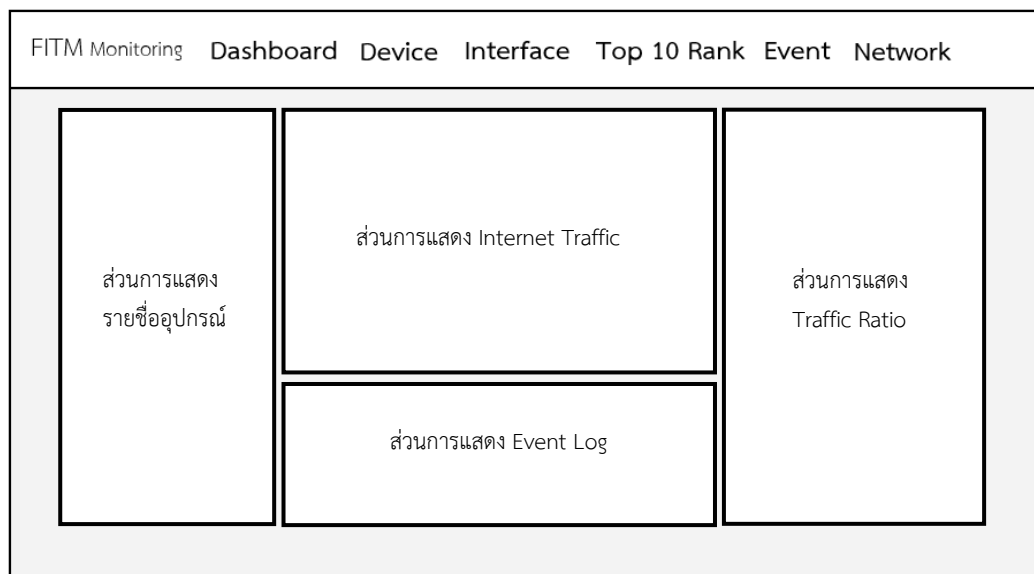 FITM Monitoring Dashboard Device Interface Top 10 Rank Event Network
ส่วนการแสดง
รายชื่ออุปกรณ์
ส่วนการแสดง Internet Traffic
ส่วนการแสดง Event Log
ส่วนการแสดง
Traffic Ratio